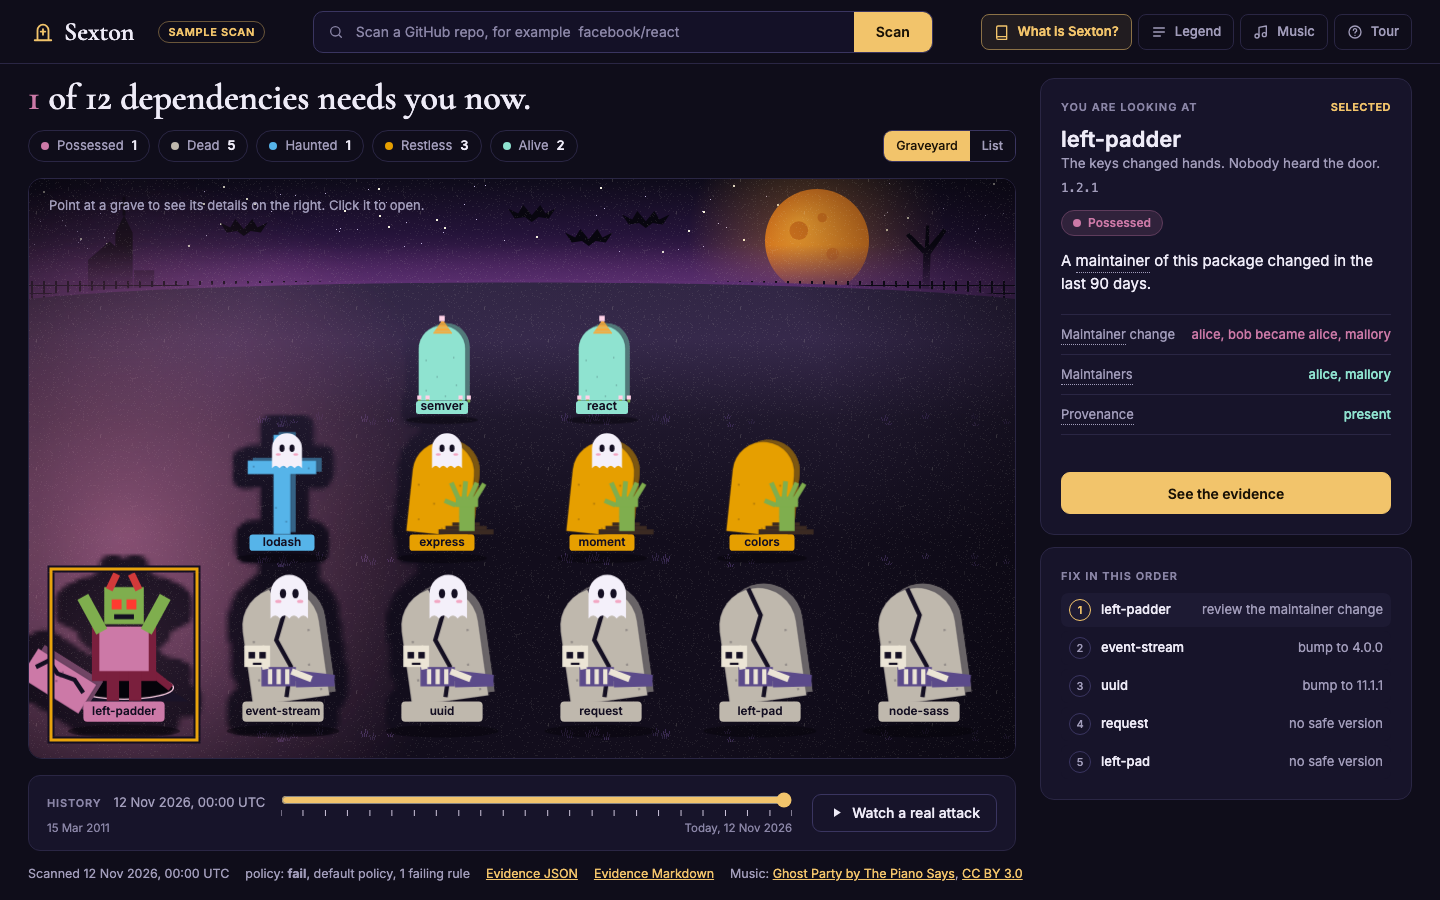 Sexton
SAMPLE SCAN
Scan a GitHub repo, for example facebook/react
Scan
What is Sexton?
Legend
Music
Tour
1 of 12 dependencies needs you now.
Possessed 1
Dead 5
Haunted 1
Restless 3
Alive 2
Graveyard
List
Point at a grave to see its details on the right. Click it to open.
semver
react
lodash
express
moment
colors
left-padder
event-stream
uuid
request
left-pad
node-sass
HISTORY 12 Nov 2026, 00:00 UTC
15 Mar 2011
Today, 12 Nov 2026
Watch a real attack
Scanned 12 Nov 2026, 00:00 UTC policy: fail, default policy, 1 failing rule Evidence JSON Evidence Markdown Music: Ghost Party by The Piano Says, CC BY 3.0
YOU ARE LOOKING AT
SELECTED
left-padder
The keys changed hands. Nobody heard the door.
1.2.1
Possessed
A maintainer of this package changed in the
last 90 days.
Maintainer change alice, bob became alice, mallory
Maintainers alice, mallory
Provenance present
See the evidence
FIX IN THIS ORDER
1 left-padder review the maintainer change
2 event-stream bump to 4.0.0
3 uuid bump to 11.1.1
4 request no safe version
5 left-pad no safe version